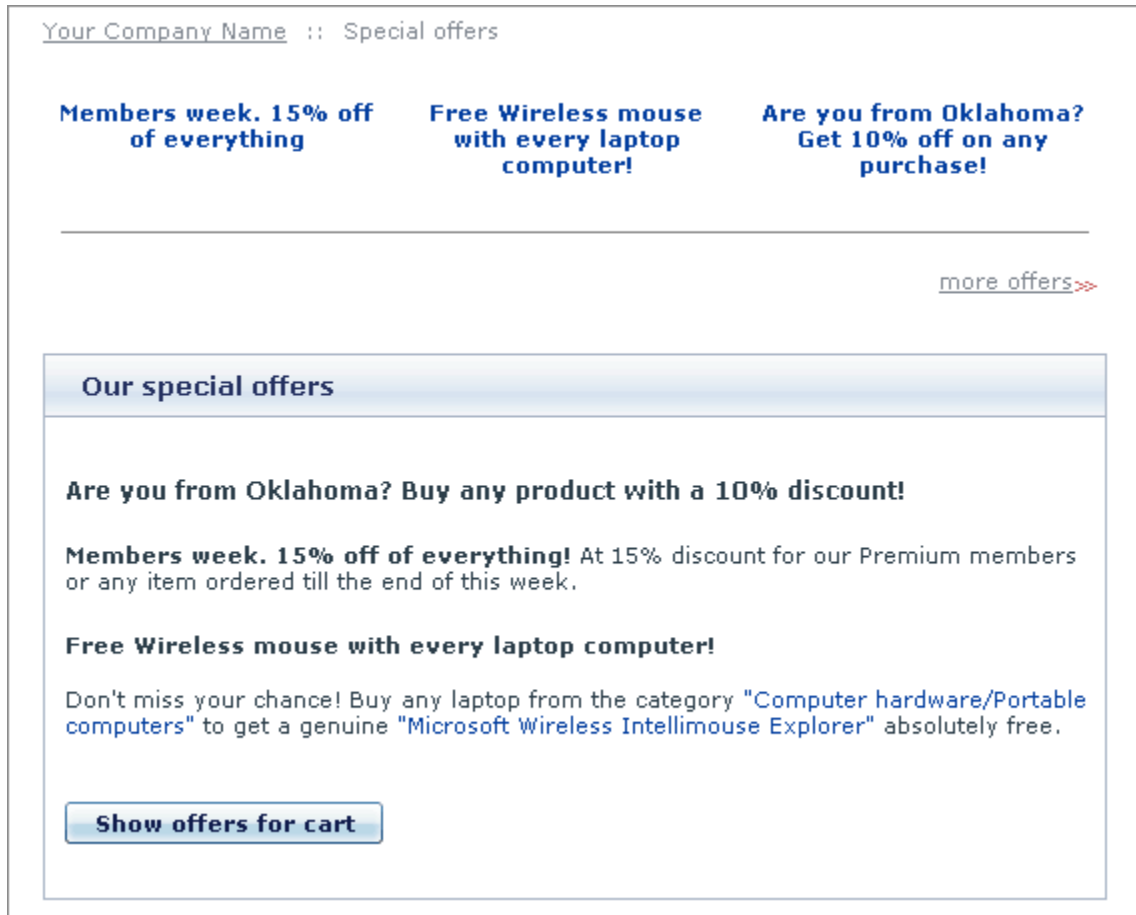 Your Company Name :: Special offers
Members week. 15% off
of everything
Free Wireless mouse
with every laptop
computer!
Are you from Oklahoma?
Get 10% off on any
purchase!
more offers>>
Our special offers
Are you from Oklahoma? Buy any product with a 10% discount!
Members week. 15% off of everything! At 15% discount for our Premium members
or any item ordered till the end of this week.
Free Wireless mouse with every laptop computer!
Don't miss your chance! Buy any laptop from the category "Computer hardware/Portable
computers" to get a genuine "Microsoft Wireless Intellimouse Explorer" absolutely free.
Show offers for cart